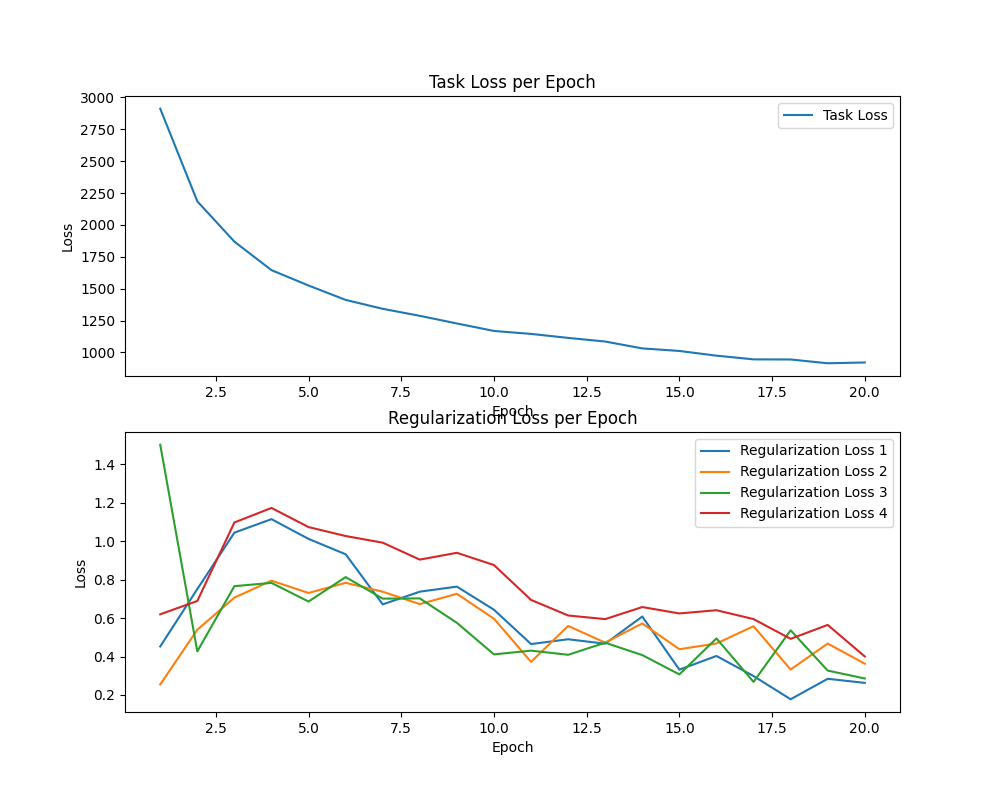 Task Loss per Epoch
3000
2750
2500
2250
2000
1750
1500
1250
1000
Loss
Task Loss
2.5 5.0 7.5 10.0 12.5 15.0 17.5 20.0
Epoch
Regularization Loss per Epoch
1.4
1.2
1.0
0.8
0.6
0.4
0.2
Loss
Regularization Loss 1
Regularization Loss 2
Regularization Loss 3
Regularization Loss 4
2.5 5.0 7.5 10.0 12.5 15.0 17.5 20.0
Epoch